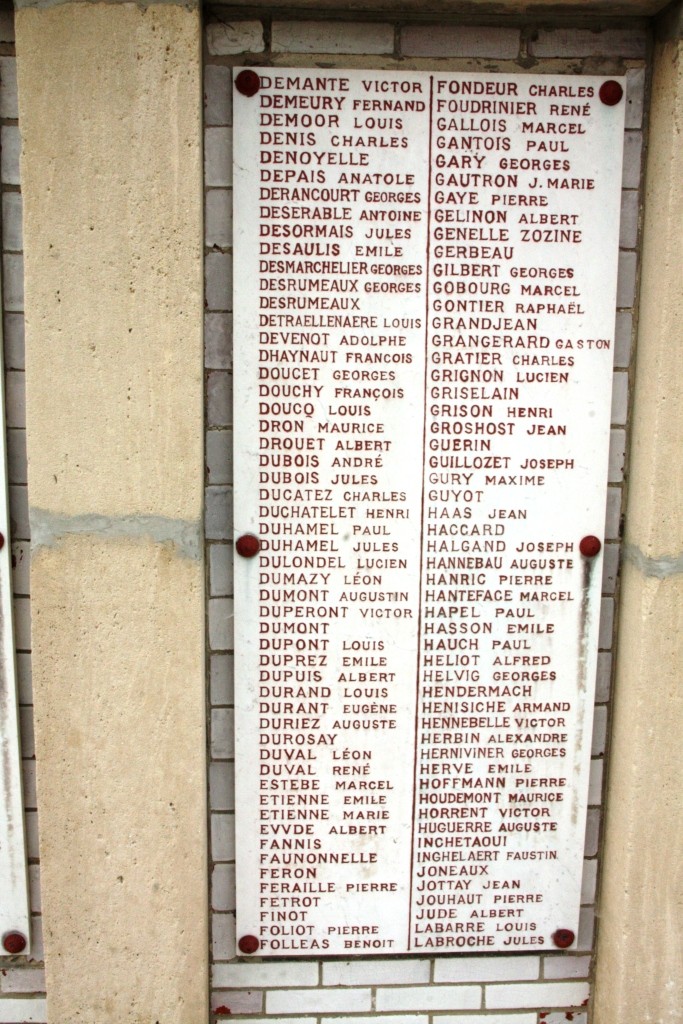 DEMANTE VICTOR
DEMEURY FERNAND
DEMOOR LOUIS
DENIS CHARLES
DENOYELLE
DEPAIS ANATOLE
DERANCOURT GEORGES
DESERABLE ANTOINE
DESORMAIS JULES
DESAULIS EMILE
DESMARCHELIER GEORGES
DESRUMEAUX GEORGES
DESRUMEAUX
DETRAELLENAERE LOUIS
DEVENOT ADOLPHE
DHAYNAUT FRANCOIS
DOUCET GEORGES
DOUCHY FRANÇOIS
DOUCQ LOUIS
DRON MAURICE
DROUET ALBERT
DUBOIS ANDRÉ
DUBOIS JULES
DUCATEZ CHARLES
DUCHATELET HENRI
DUHAMEL PAUL
DUHAMEL JULES
DULONDEL LUCIEN
DUMAZY LÉON
DUMONT AUGUSTIN
DUPERONT VICTOR
DUMONT
DUPONT LOUIS
DUPREZ EMILE
DUPUIS ALBERT
DURAND LOUIS
DURANT EUGÈNE
DURIEZ AUGUSTE
DUROSAY
DUVAL LÉON
DUVAL RENÉ
ESTEBE MARCEL
ETIENNE EMILE
ETIENNE MARIE
EVVDE ALBERT
FANNIS
FAUNONNELLE
FERON
FERAILLE PIERRE
FETROT
FINOT
FOLIOT PIERRE
FOLLEAS BENOIT
FONDEUR CHARLES
FOUDRINIER RENÉ
GALLOIS MARCEL
GANTOIS PAUL
GARY GEORGES
GAUTRON J. MARIE
GAYE PIERRE
GELINON ALBERT
GENELLE ZOZINE
GERBEAU
GILBERT GEORGES
GOBOURG MARCEL
GONTIER RAPHAËL
GRANDJEAN
GRANGERARD GASTON
GRATIER CHARLES
GRIGNON LUCIEN
GRISELAIN
GRISON HENRI
GROSHOST JEAN
GUERIN
GUILLOZET JOSEPH
GURY MAXIME
GUYOT
HAAS JEAN
HACCARD
HALGAND JOSEPH
HANNEBAU AUGUSTE
HANRIC PIERRE
HANTEFACE MARCEL
HAPEL PAUL
HASSON EMILE
HAUCH PAUL
HELIOT ALFRED
HELVIG GEORGES
HENDERMACH
HENISICHE ARMAND
HENNEBELLE VICTOR
HERBIN ALEXANDRE
HERNIVINER GEORGES
HERVE EMILE
HOFFMANN PIERRE
HOUDEMONT MAURICE
HORRENT VICTOR
HUGUERRE AUGUSTE
INCHETAOUI
INGHELAERT FAUSTIN
JONEAUX
JOTTAY JEAN
JOUHAUT PIERRE
JUDE ALBERT
LABARRE LOUIS
LABROCHE JULES